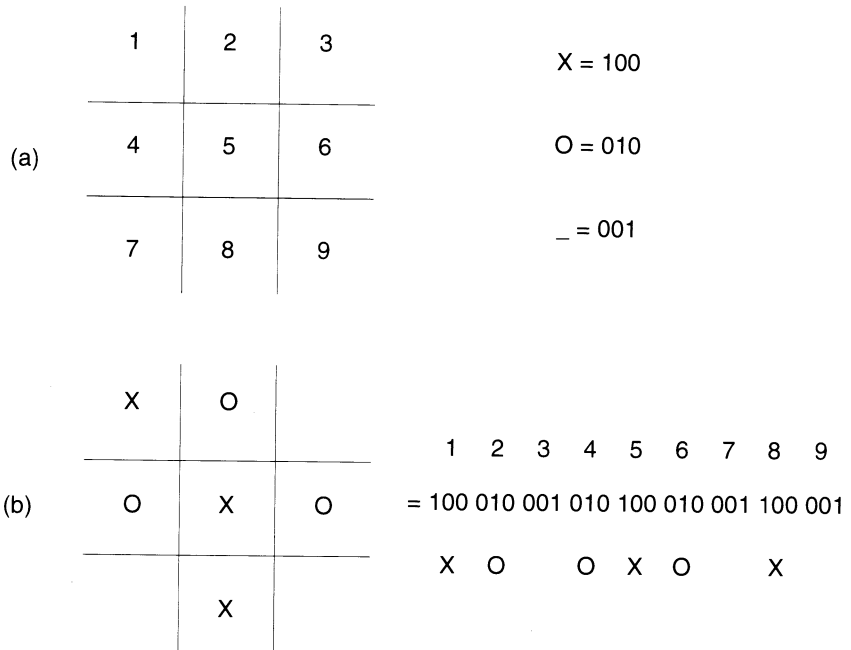 1 2 3
X = 100
(a)
4 5 6
O = 010
7 8 9
_ = 001
X O
1 2 3 4 5 6 7 8 9
(b)
O X O
= 100 010 001 010 100 010 001 100 001
X O O X O X
X